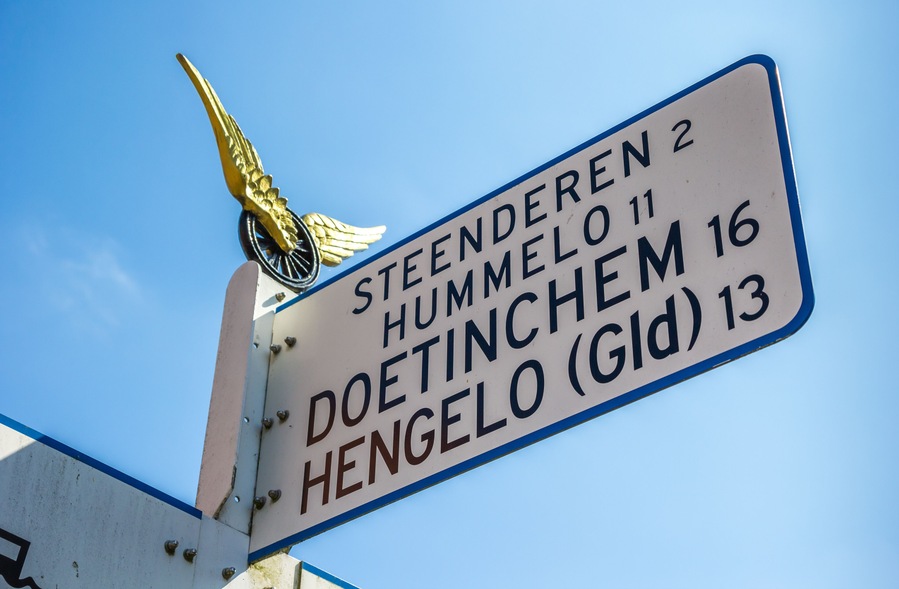 STEENDEREN 2
HUMMELO 11
DOETINCHEM 16
HENGELO (Gld) 13